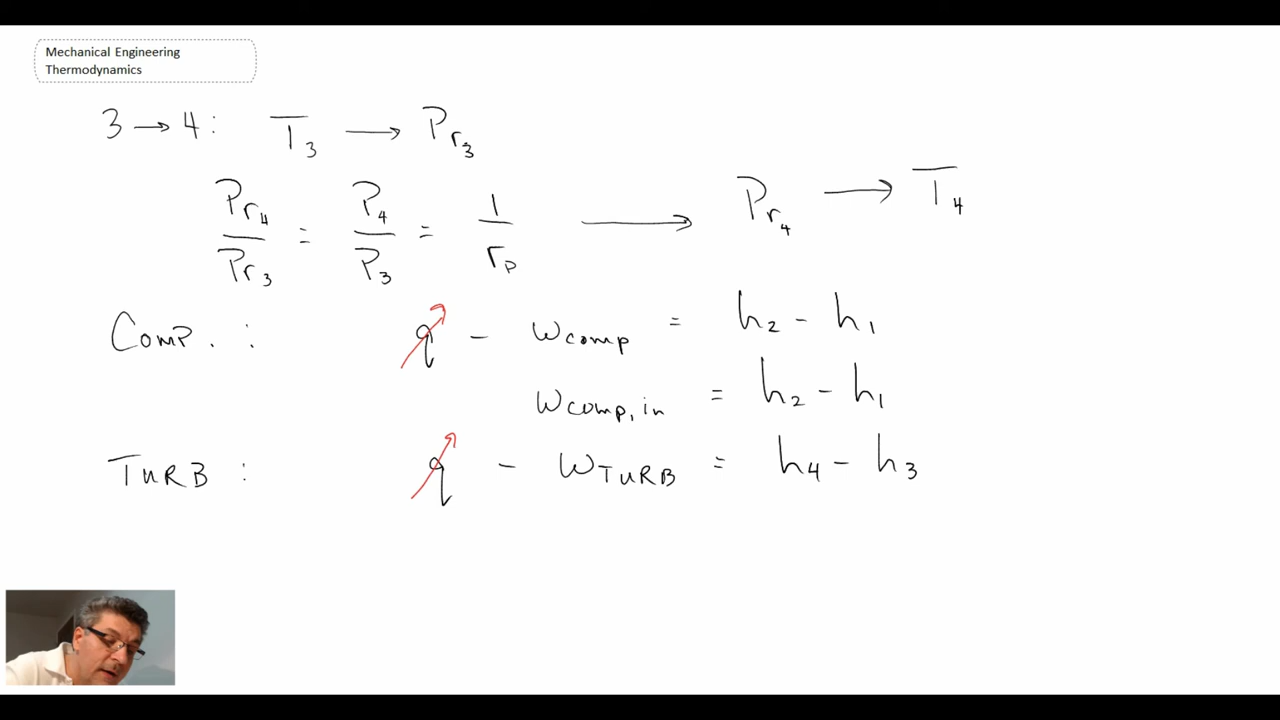 Mechanical Engineering
Thermodynamics
3 → 4: T₃ → Pr₃
Pr₄/Pr₃ = P₄/P₃ = 1/rₚ → Pr₄ → T₄
Comp. : q - wcomp = h₂ - h₁
wcomp, in = h₂ - h₁
TURB : q - wTURB = h₄ - h₃